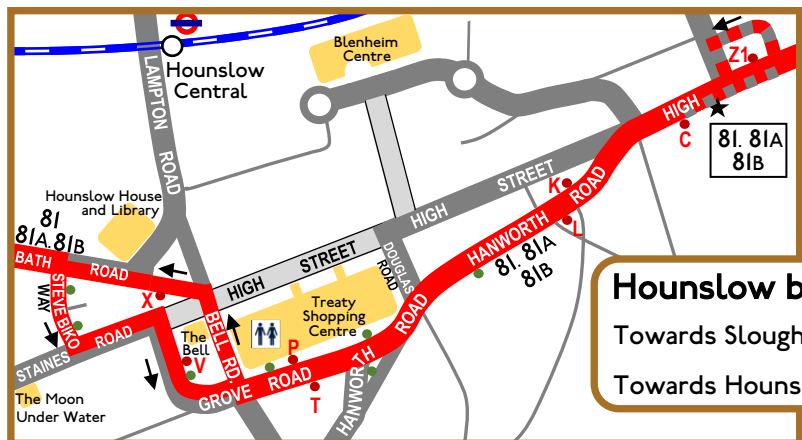 Blenheim
Centre
Z1
Hounslow
Central
LAMPTON
ROAD
HIGH
C
81. 81A
81B
Hounslow House
and Library
81
81A.81B
K
STREET
HIGH
L
HANWORTH
ROAD
81. 81A
81B
BATH
ROAD
X
HIGH
STREET
DOUGLAS
ROAD
STEVE BIKO
WAY
STAINES
ROAD
BELL RD.
Treaty
Shopping
Centre
The
Bell
V
P
T
GROVE
ROAD
HANWORTH
ROAD
HANWORTH
The Moon
Under Water
Hounslow b
Towards Slough
Towards Houns